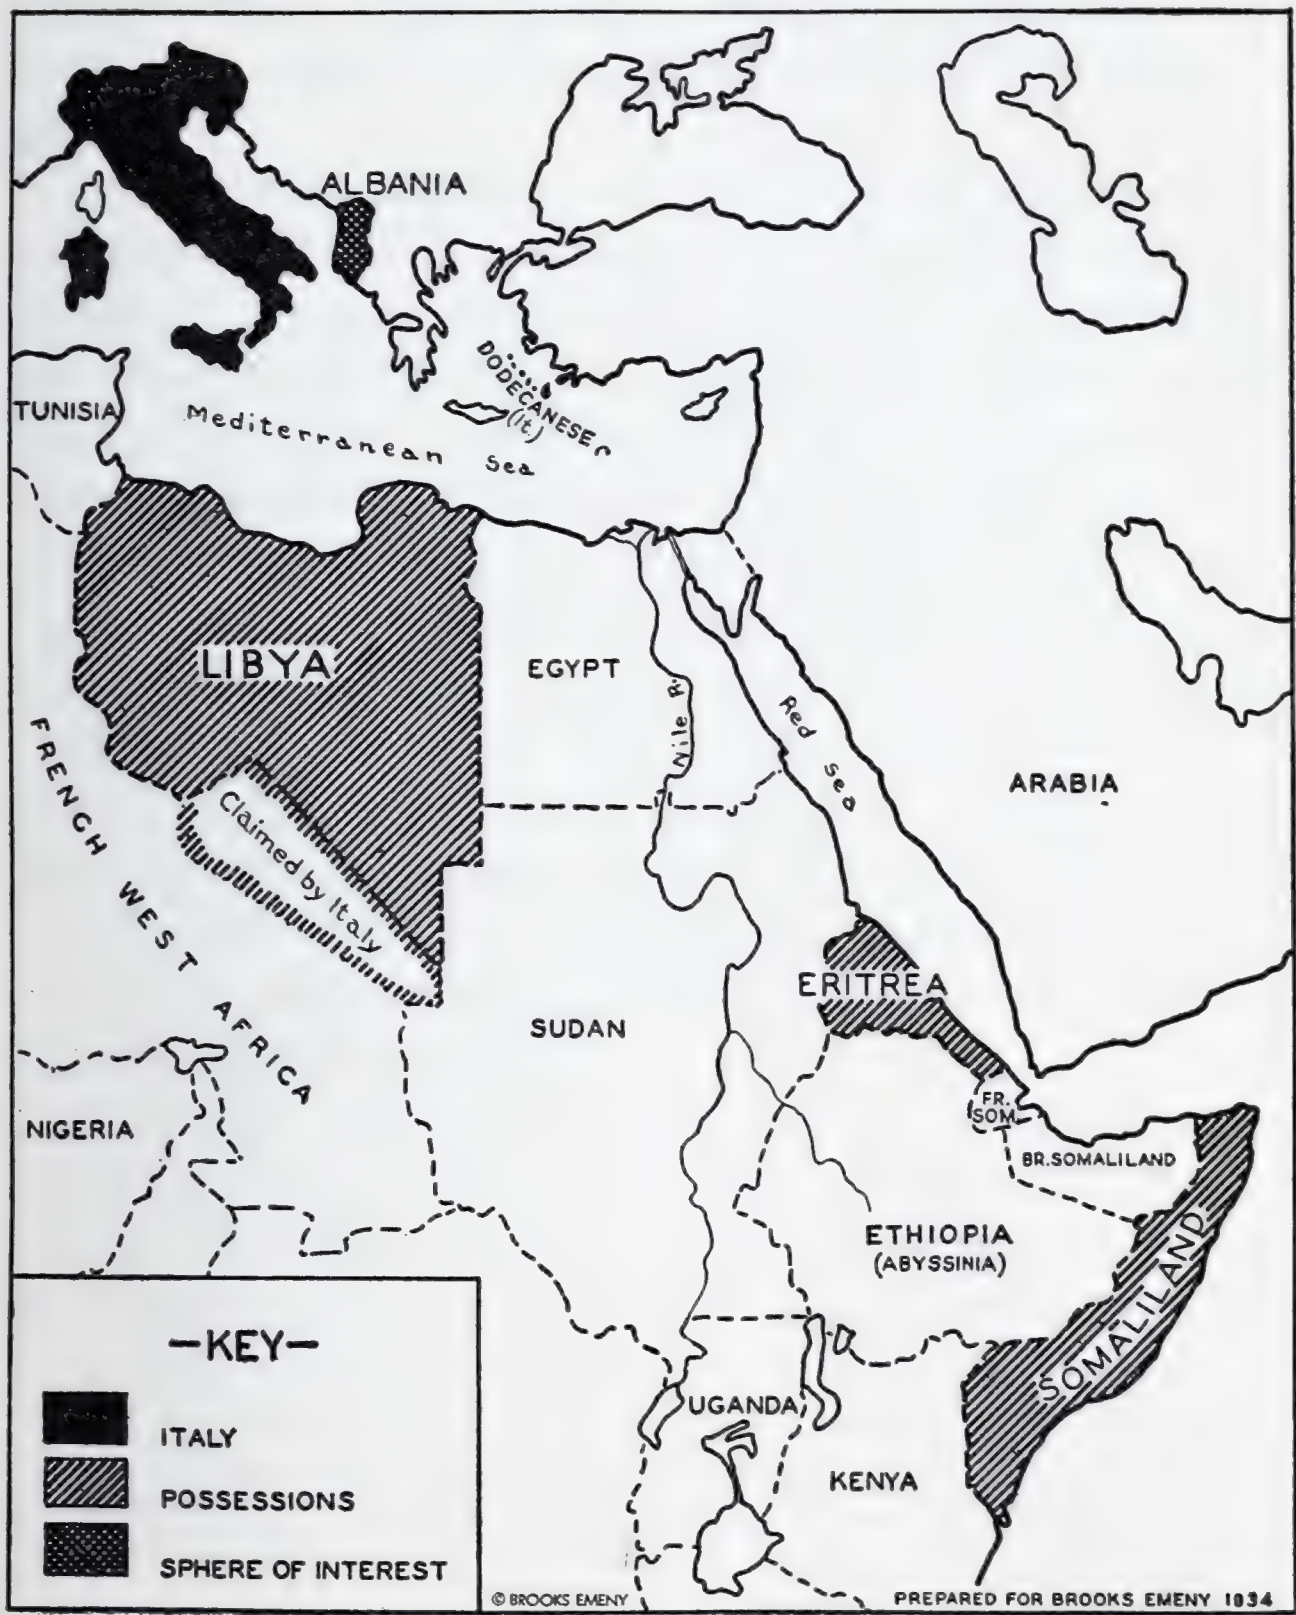 ALBANIA
TUNISIA
Mediterranean Sea
DODECANESE
(It.)
LIBYA
EGYPT
Nile R.
Red Sea
ARABIA
FRENCH WEST AFRICA
Claimed by Italy
ERITREA
SUDAN
FR.
SOM.
NIGERIA
BR. SOMALILAND
ETHIOPIA
(ABYSSINIA)
SOMALILAND
UGANDA
KENYA
—KEY—
ITALY
POSSESSIONS
SPHERE OF INTEREST
© BROOKS EMENY
PREPARED FOR BROOKS EMENY 1934